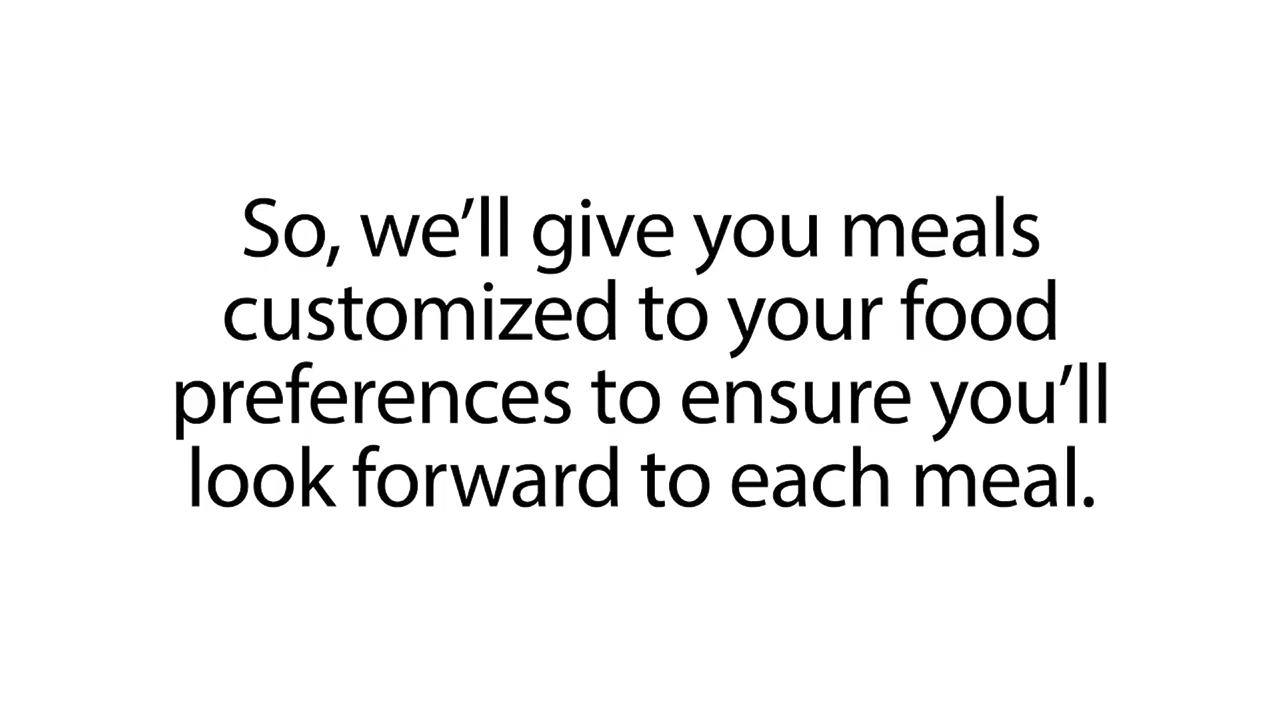 So, we’ll give you meals
customized to your food
preferences to ensure you’ll
look forward to each meal.